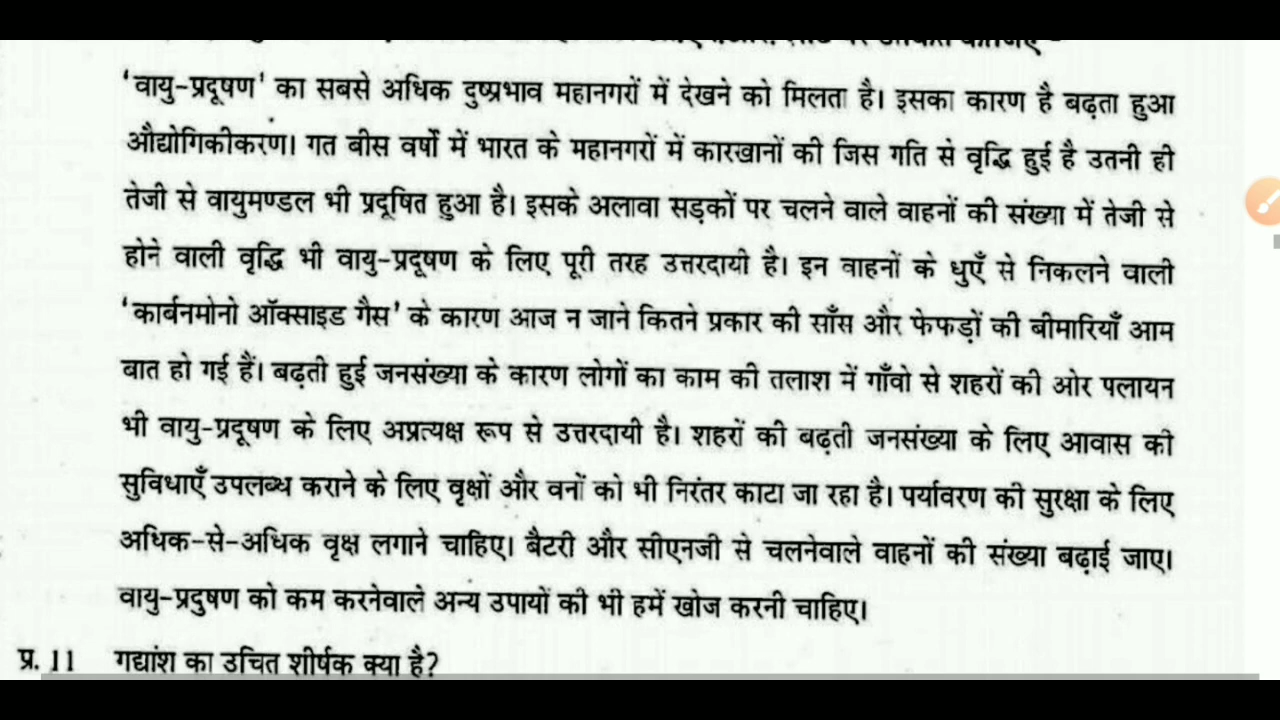 'वायु-प्रदूषण' का सबसे अधिक दुष्प्रभाव महानगरों में देखने को मिलता है। इसका कारण है बढ़ता हुआ
औद्योगिकीकरण। गत बीस वर्षों में भारत के महानगरों में कारखानों की जिस गति से वृद्धि हुई है उतनी ही
तेजी से वायुमण्डल भी प्रदूषित हुआ है। इसके अलावा सड़कों पर चलने वाले वाहनों की संख्या में तेजी से
होने वाली वृद्धि भी वायु-प्रदूषण के लिए पूरी तरह उत्तरदायी है। इन वाहनों के धुएँ से निकलने वाली
'कार्बनमोनो ऑक्साइड गैस' के कारण आज न जाने कितने प्रकार की साँस और फेफड़ों की बीमारियाँ आम
बात हो गई हैं। बढ़ती हुई जनसंख्या के कारण लोगों का काम की तलाश में गाँवो से शहरों की ओर पलायन
भी वायु-प्रदूषण के लिए अप्रत्यक्ष रूप से उत्तरदायी है। शहरों की बढ़ती जनसंख्या के लिए आवास की
सुविधाएँ उपलब्ध कराने के लिए वृक्षों और वनों को भी निरंतर काटा जा रहा है। पर्यावरण की सुरक्षा के लिए
अधिक-से-अधिक वृक्ष लगाने चाहिए। बैटरी और सीएनजी से चलनेवाले वाहनों की संख्या बढ़ाई जाए।
वायु-प्रदुषण को कम करनेवाले अन्य उपायों की भी हमें खोज करनी चाहिए।
प्र. 11 गद्यांश का उचित शीर्षक क्या है?